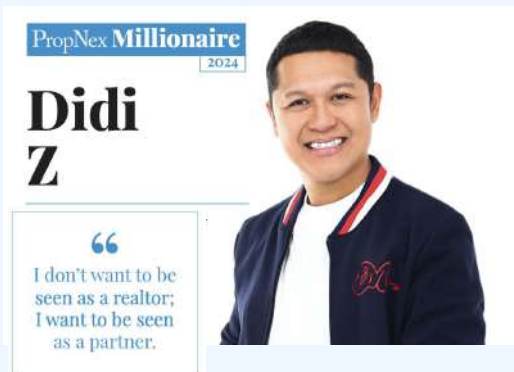 PropNex Millionaire
2024
Didi
Z
“
I don't want to be
seen as a realtor;
I want to be seen
as a partner.